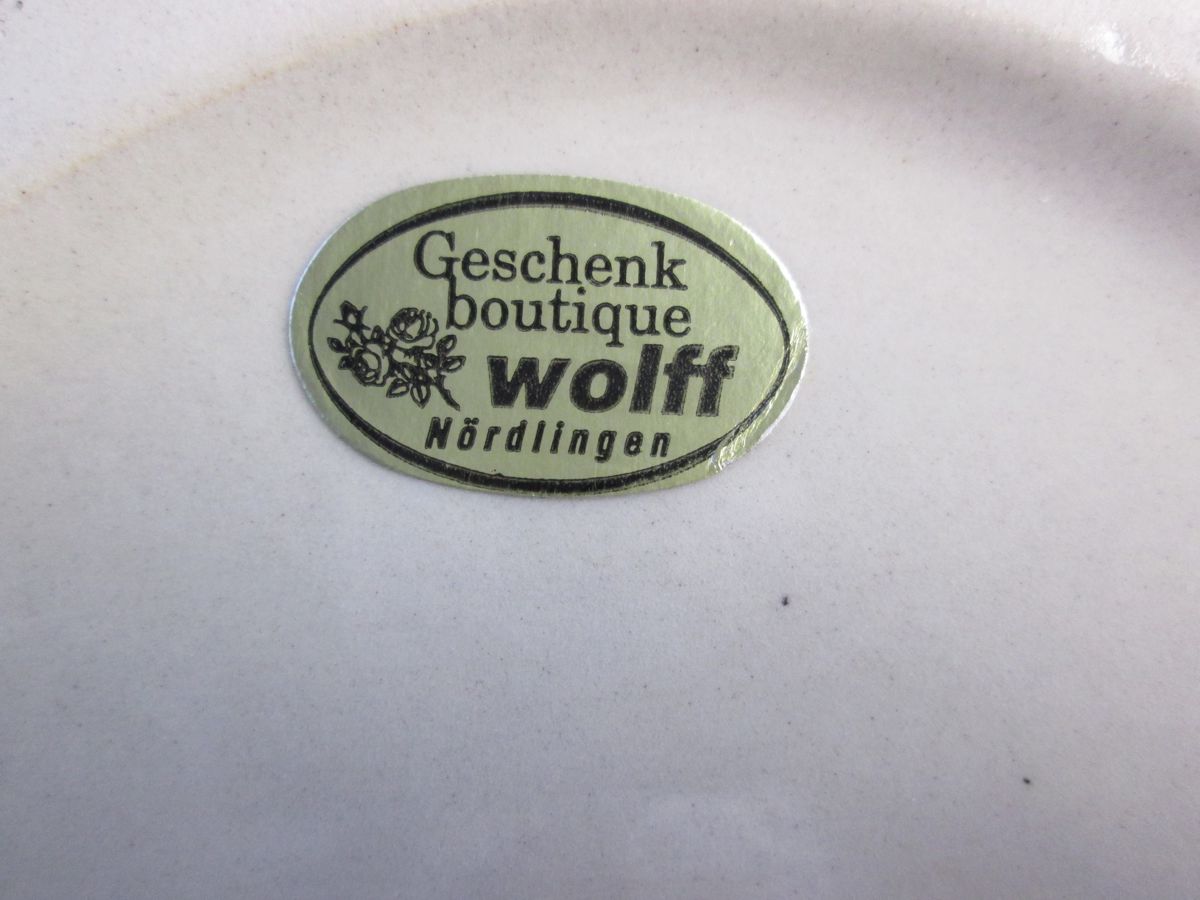 Geschenk
boutique
wolff
Nördlingen